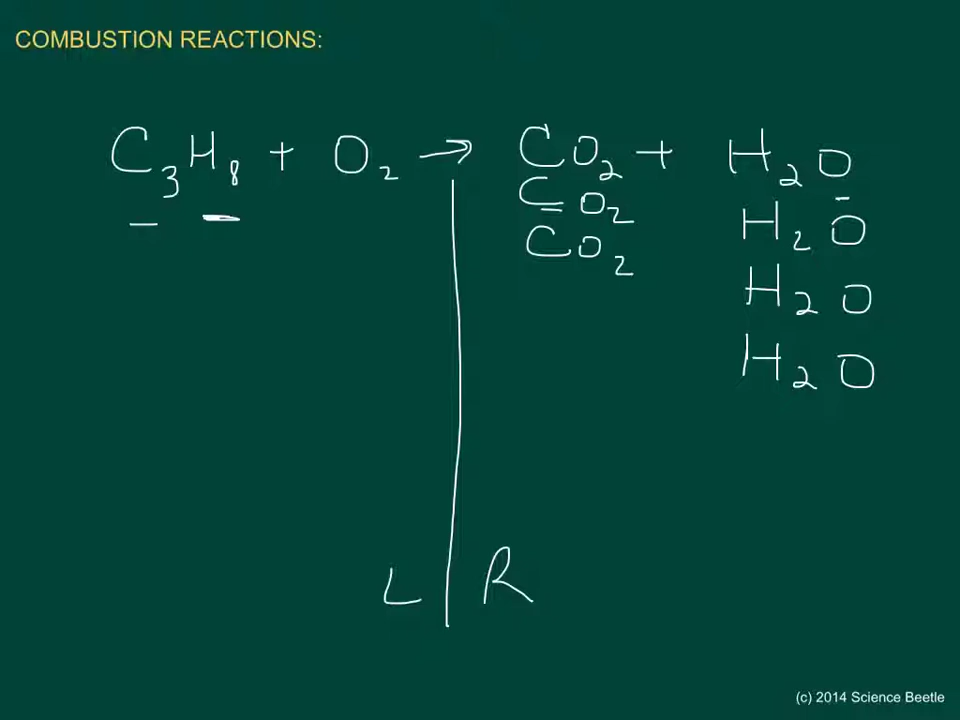 COMBUSTION REACTIONS:
C₃H₈ + O₂ → CO₂ + H₂O
CO₂ H₂O
CO₂ H₂O
H₂O
L R
(c) 2014 Science Beetle